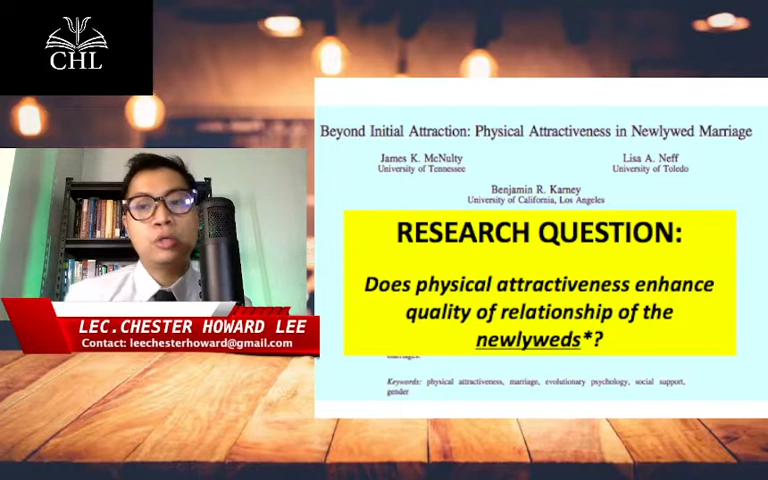 CHL
Beyond Initial Attraction: Physical Attractiveness in Newlywed Marriage
James K. McNulty
University of Tennessee
Lisa A. Neff
University of Toledo
Benjamin R. Karney
University of California, Los Angeles
RESEARCH QUESTION:
Does physical attractiveness enhance
quality of relationship of the
newlyweds*?
marriages.
Keywords: physical attractiveness, marriage, evolutionary psychology, social support,
gender
LEC.CHESTER HOWARD LEE
Contact: leechesterhoward@gmail.com